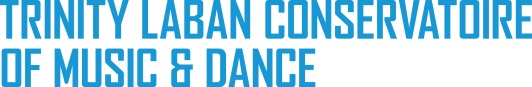 TRINITY LABAN CONSERVATOIRE
OF MUSIC & DANCE